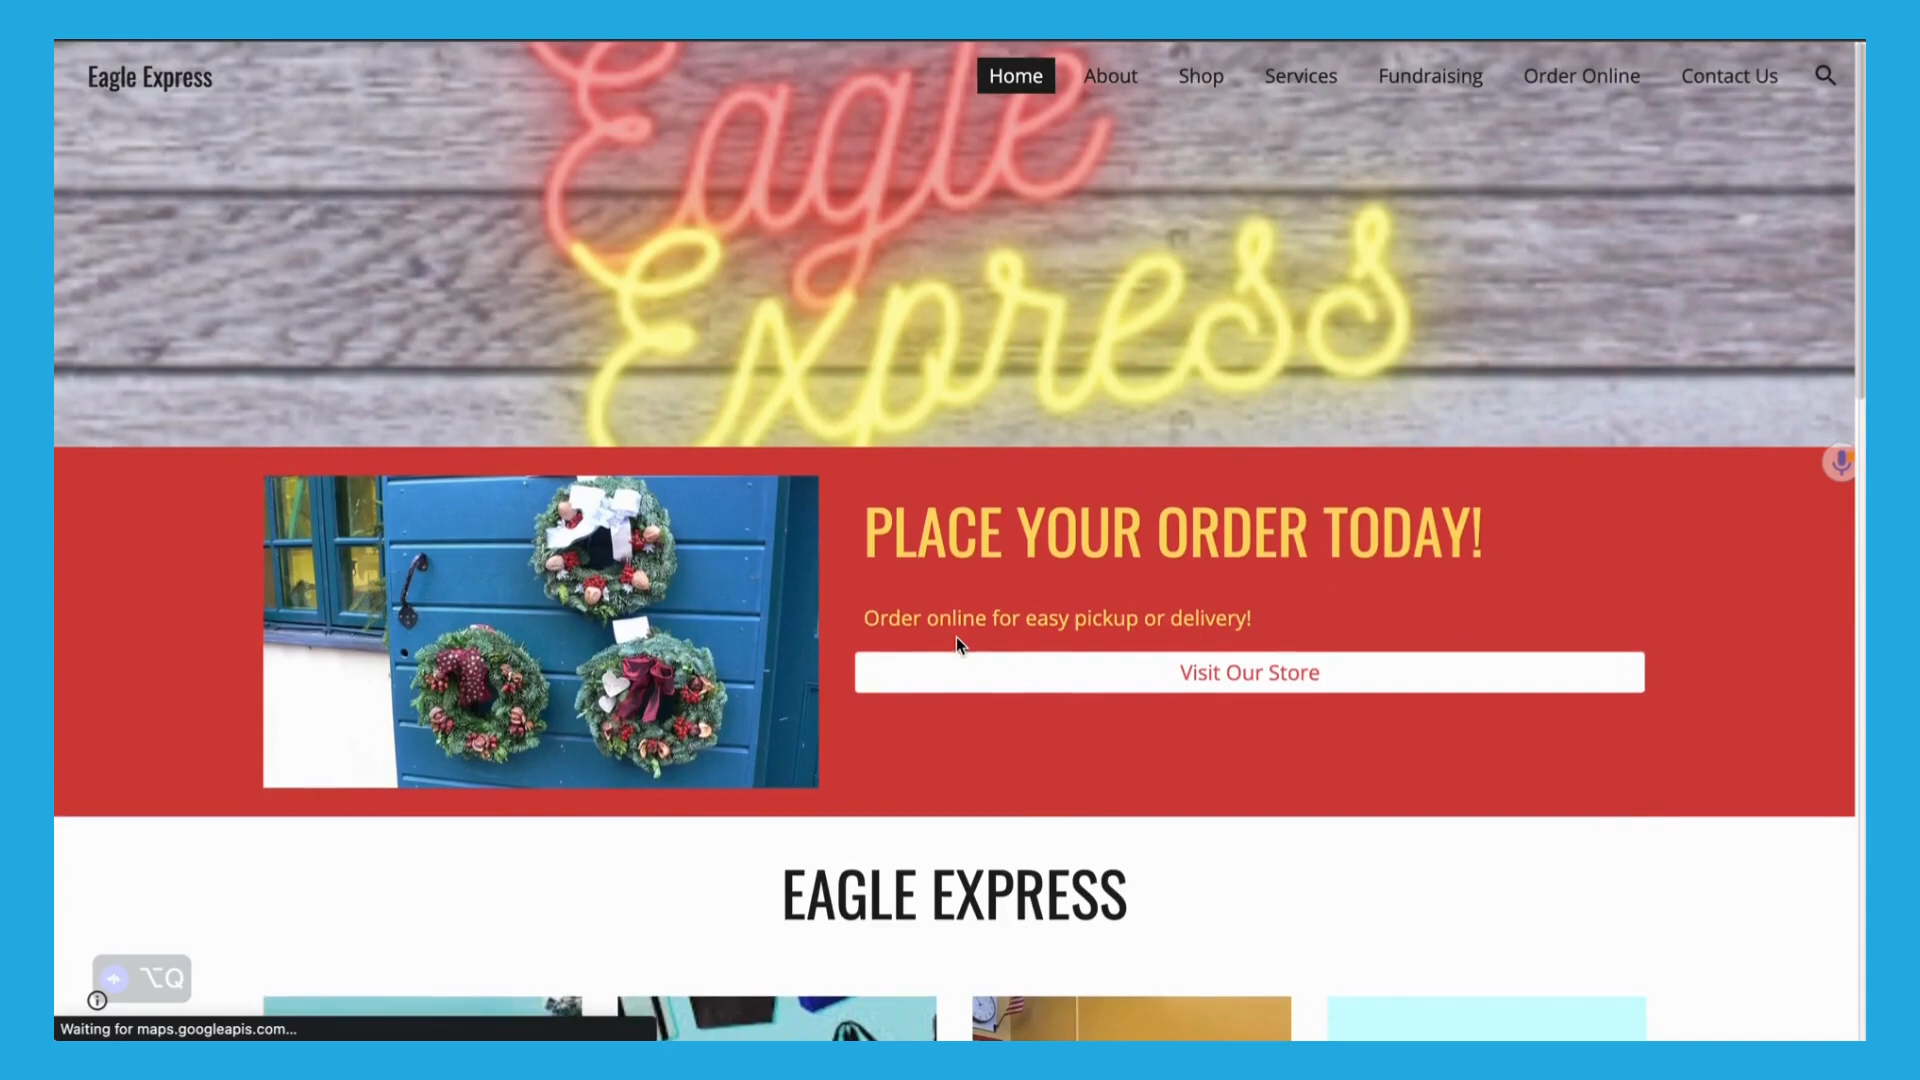 Eagle Express
Home
About
Shop
Services
Fundraising
Order Online
Contact Us
Eagle
Express
PLACE YOUR ORDER TODAY!
Order online for easy pickup or delivery!
Visit Our Store
EAGLE EXPRESS
⌥Q
Waiting for maps.googleapis.com...